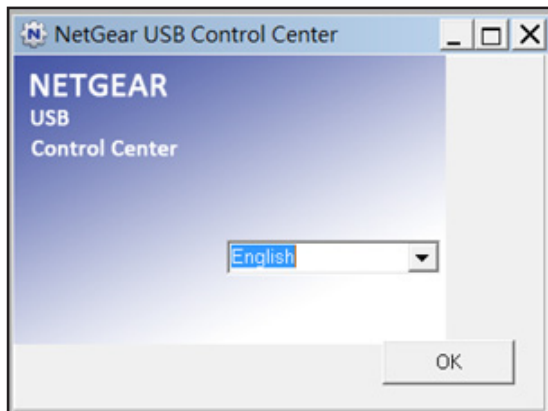 NetGear USB Control Center
NETGEAR
USB
Control Center
English
OK